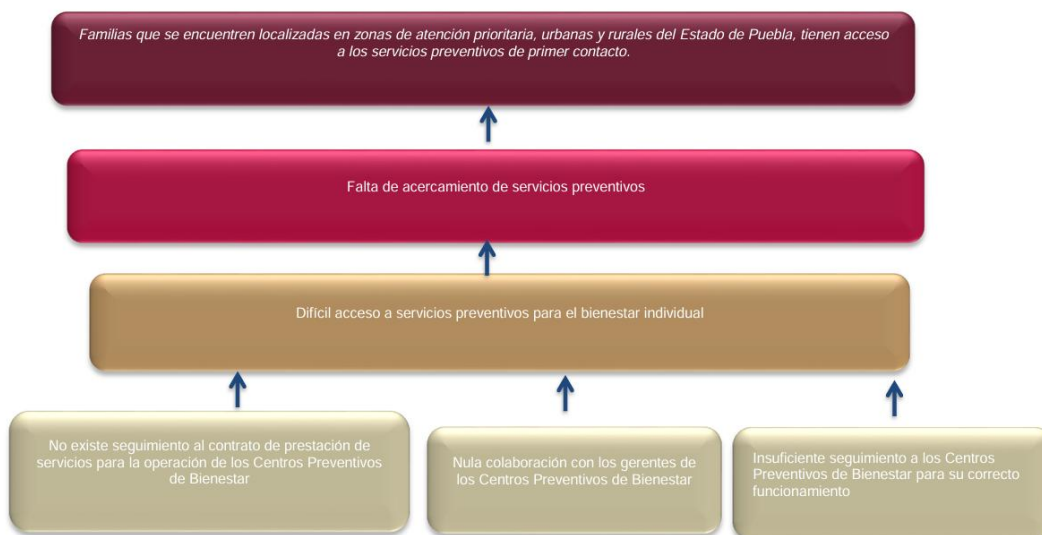 Familias que se encuentren localizadas en zonas de atención prioritaria, urbanas y rurales del Estado de Puebla, tienen acceso
a los servicios preventivos de primer contacto.
Falta de acercamiento de servicios preventivos
Difícil acceso a servicios preventivos para el bienestar individual
No existe seguimiento al contrato de prestación de
servicios para la operación de los Centros Preventivos
de Bienestar
Nula colaboración con los gerentes de
los Centros Preventivos de Bienestar
Insuficiente seguimiento a los Centros
Preventivos de Bienestar para su correcto
funcionamiento